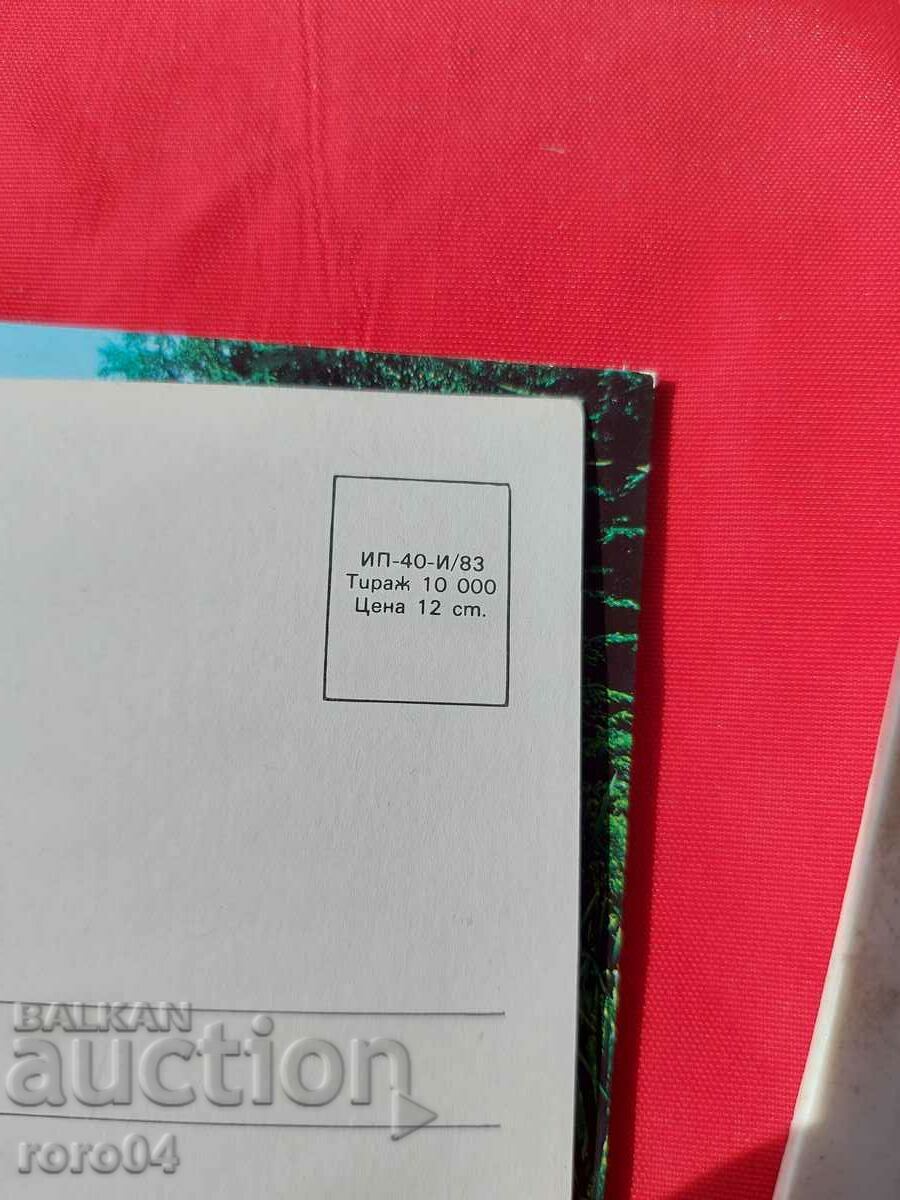 ИП-40-И/83
Тираж 10 000
Цена 12 ст.
BALKAN
auction
roro04